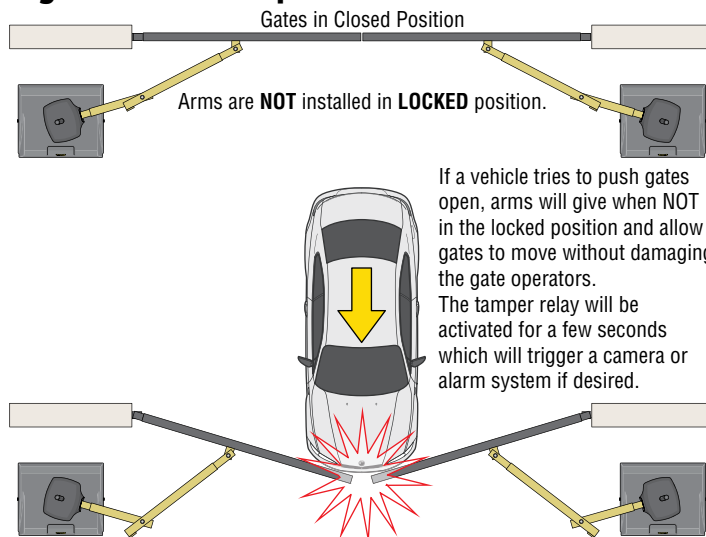 Gates in Closed Position
Arms are NOT installed in LOCKED position.
If a vehicle tries to push gates
open, arms will give when NOT
in the locked position and allow
gates to move without damaging
the gate operators.
The tamper relay will be
activated for a few seconds
which will trigger a camera or
alarm system if desired.